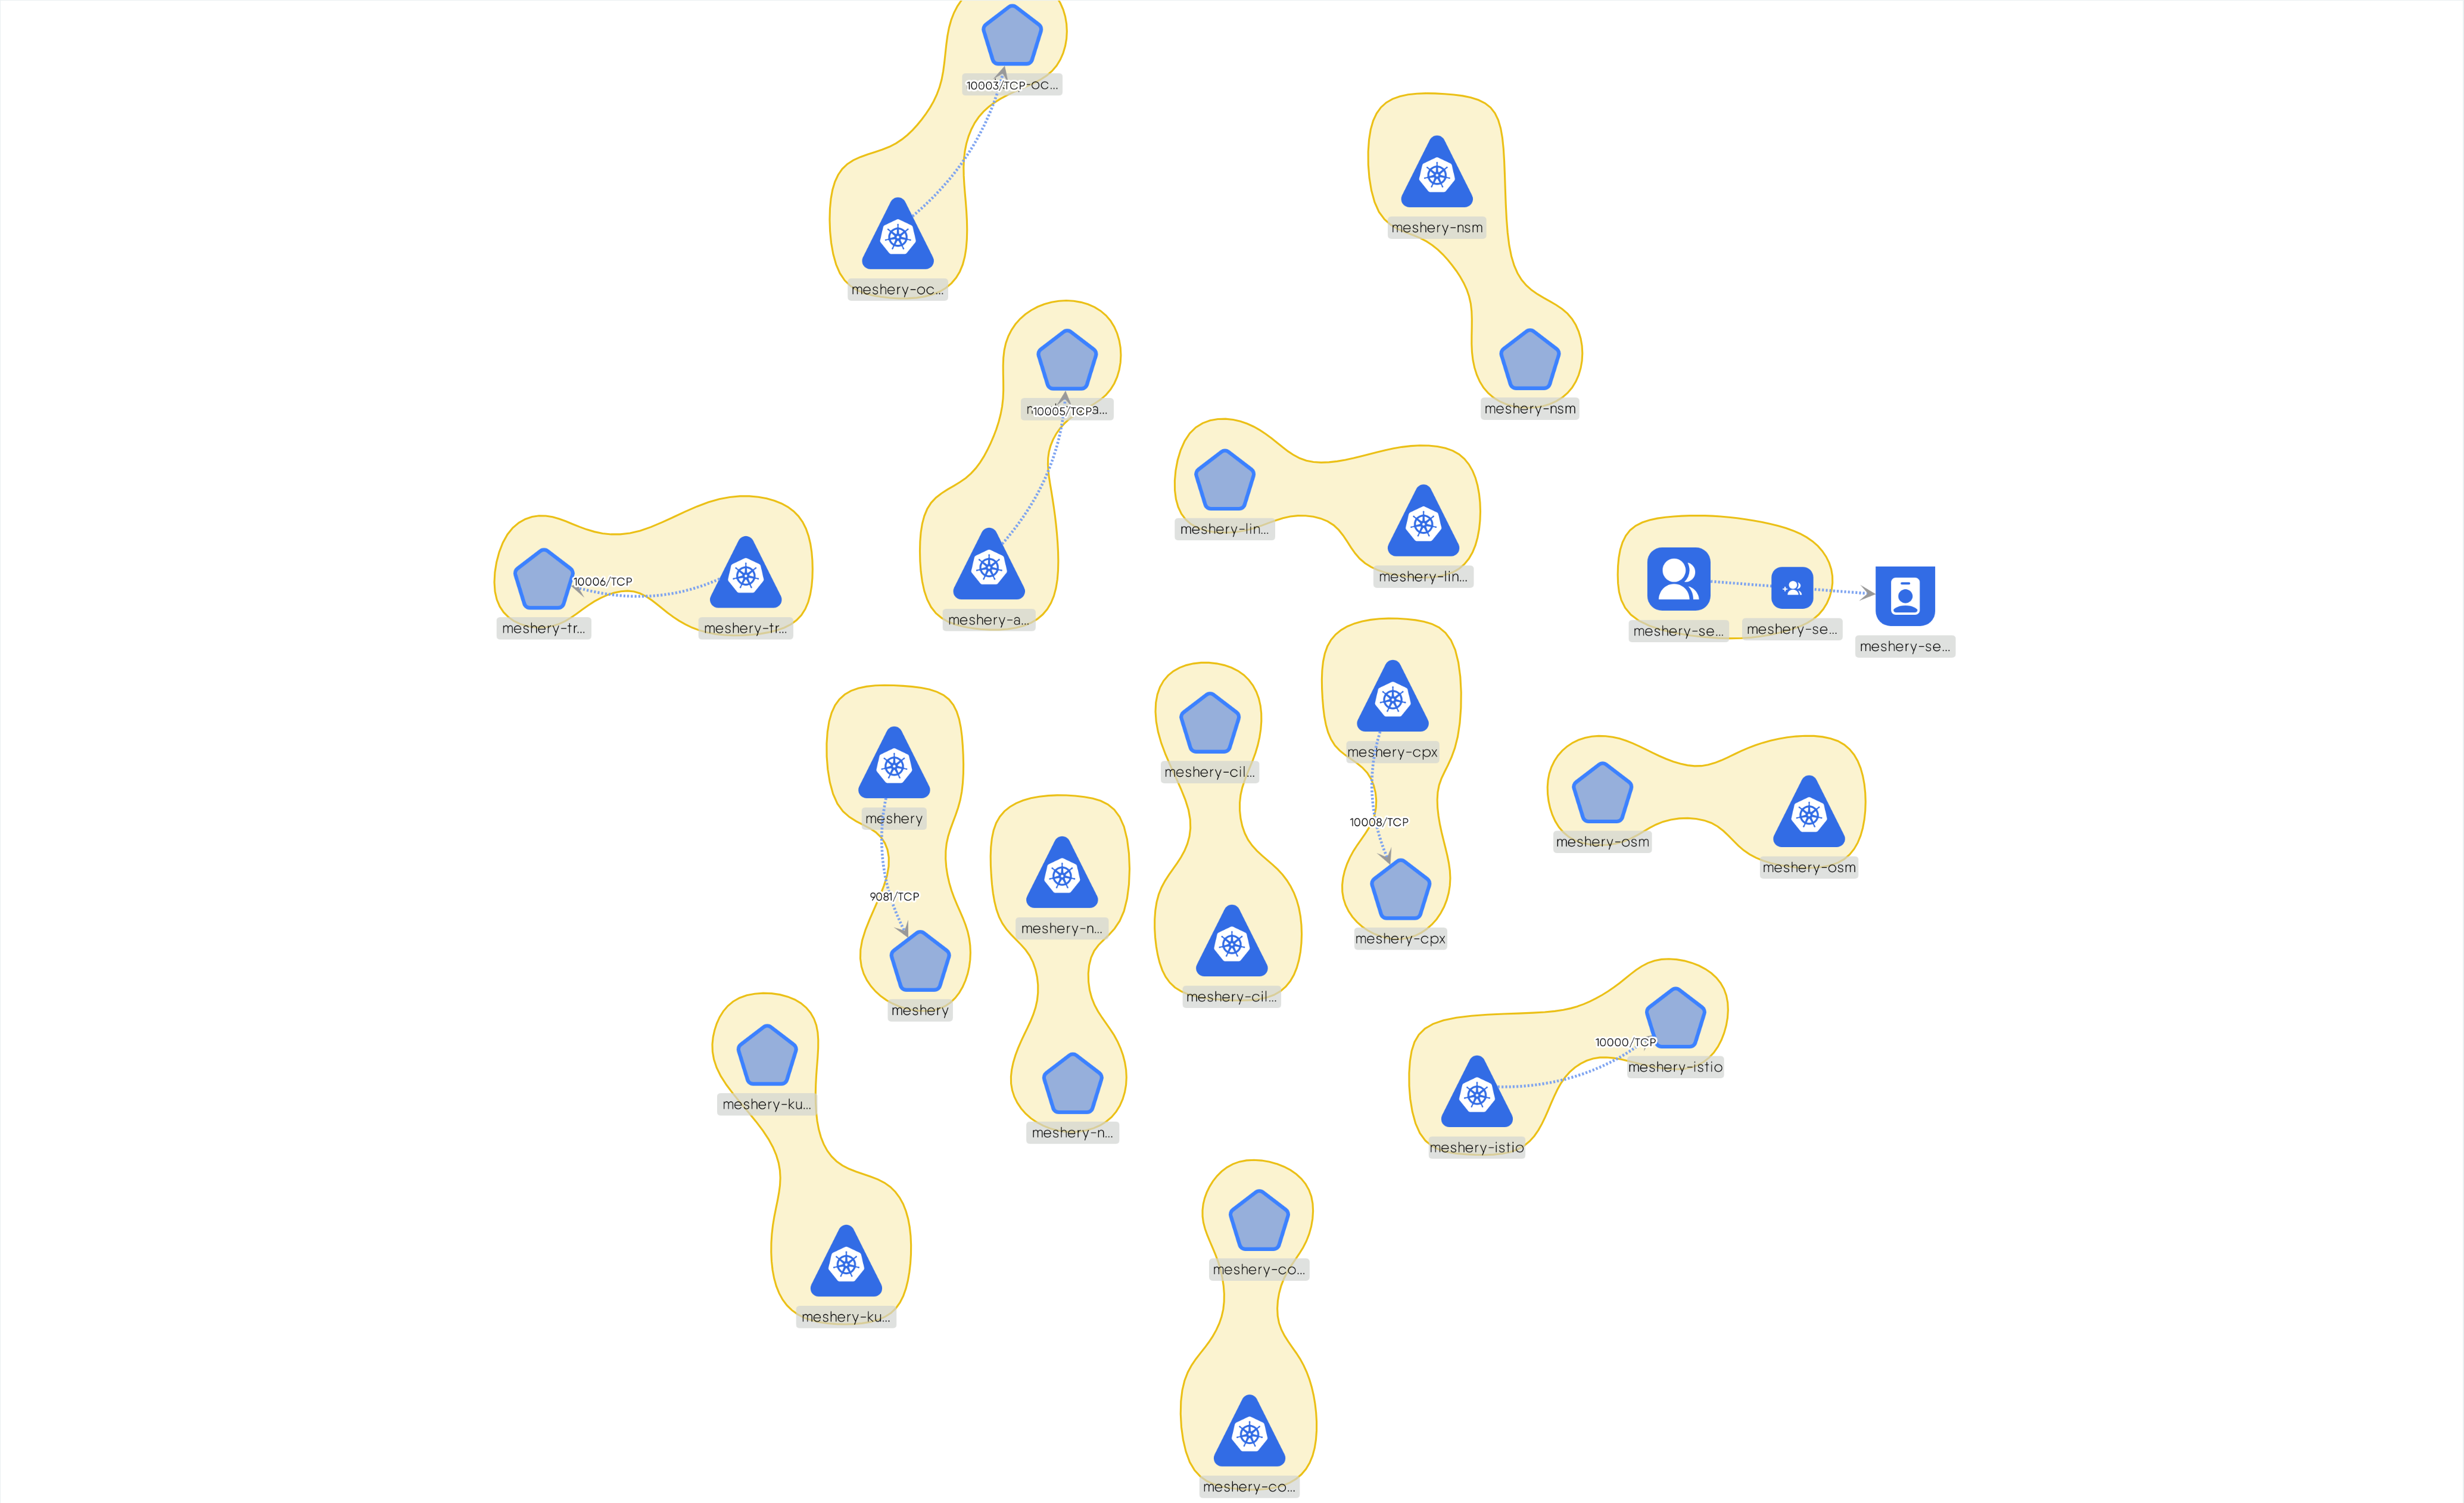 10003/TCP
oc...
meshery-nsm
meshery-oc...
meshery-nsm
10005/TCP
a...
meshery-lin...
meshery-lin...
10006/TCP
meshery-tr...
meshery-tr...
meshery-a...
meshery-se...
meshery-se...
meshery-se...
meshery-cpx
meshery-cil...
meshery
10008/TCP
meshery-osm
meshery-osm
9081/TCP
meshery-n...
meshery-cpx
meshery-cil...
meshery
10000/TCP
meshery-istio
meshery-ku...
meshery-n...
meshery-istio
meshery-co...
meshery-ku...
meshery-co...